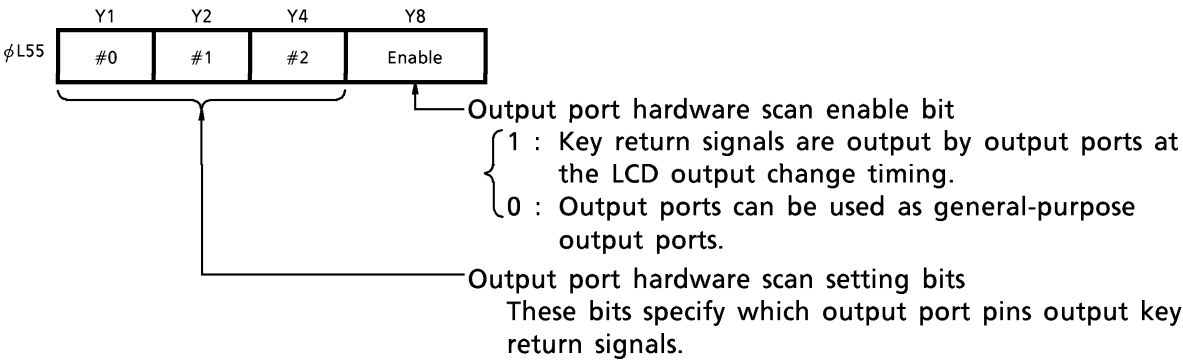 Y1 Y2 Y4 Y8
ϕL55 #0 #1 #2 Enable
Output port hardware scan enable bit
1 : Key return signals are output by output ports at
the LCD output change timing.
0 : Output ports can be used as general-purpose
output ports.
Output port hardware scan setting bits
These bits specify which output port pins output key
return signals.